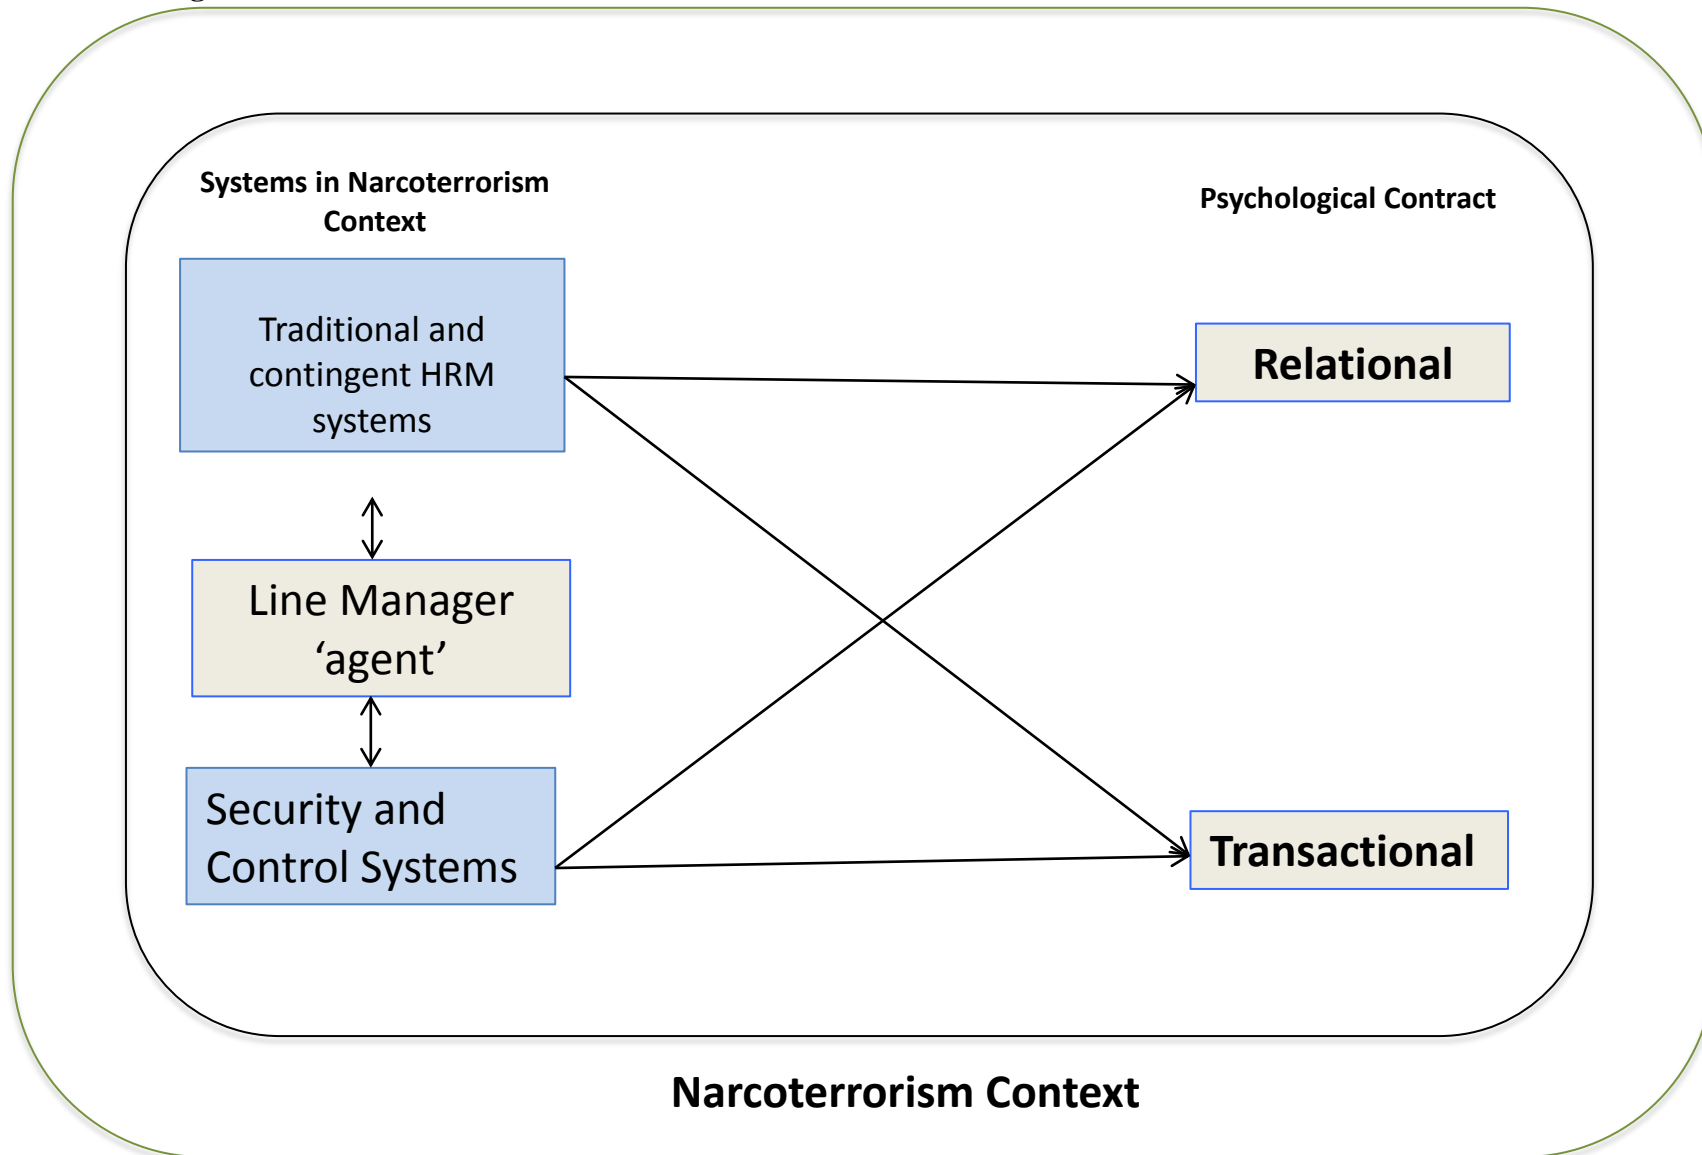 Systems in Narcoterrorism
Context
Psychological Contract
Traditional and
contingent HRM
systems
Relational
Line Manager
‘agent’
Security and
Control Systems
Transactional
Narcoterrorism Context